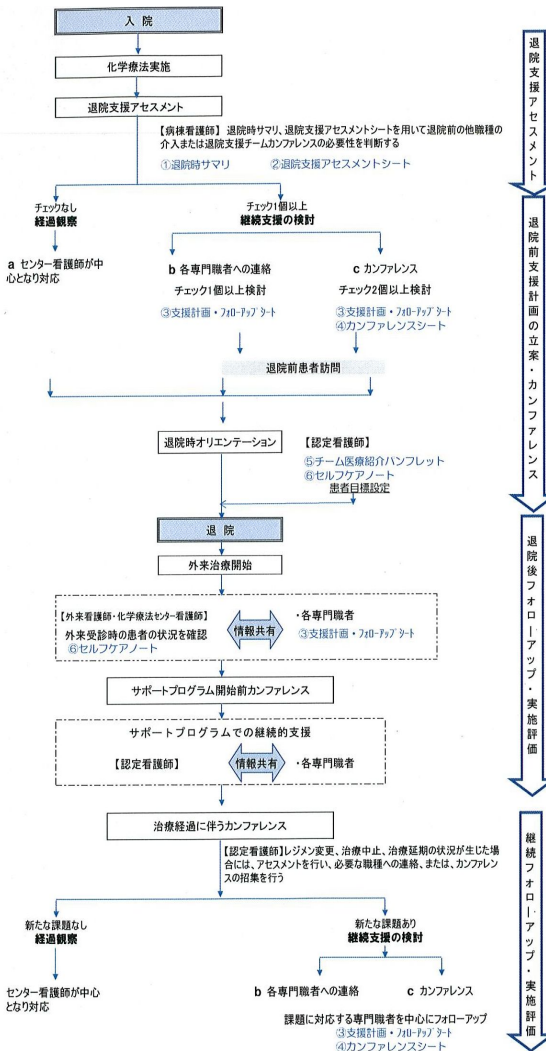 入 院
化学療法実施
退院支援アセスメント
【病棟看護師】 退院時サマリ、退院支援アセスメントシートを用いて退院前の他職種の
介入または退院支援チームカンファレンスの必要性を判断する
①退院時サマリ ②退院支援アセスメントシート
チェックなし
経過観察
チェック1個以上
継続支援の検討
a センター看護師が中
心となり対応
b 各専門職者への連絡
チェック1個以上検討
③支援計画・フォローアップシート
c カンファレンス
チェック2個以上検討
③支援計画・フォローアップシート
④カンファレンスシート
退院前患者訪問
退院時オリエンテーション
【認定看護師】
⑤チーム医療紹介パンフレット
⑥セルフケアノート
患者目標設定
退 院
外来治療開始
【外来看護師・化学療法センター看護師】
外来受診時の患者の状況を確認
⑥セルフケアノート
情報共有
・各専門職者
③支援計画・フォローアップシート
サポートプログラム開始前カンファレンス
サポートプログラムでの継続的支援
【認定看護師】
情報共有
・各専門職者
治療経過に伴うカンファレンス
【認定看護師】レジメン変更、治療中止、治療延期の状況が生じた場
合には、アセスメントを行い、必要な職種への連絡、または、カンファレン
スの招集を行う
新たな課題なし
経過観察
新たな課題あり
継続支援の検討
センター看護師が中心
となり対応
b 各専門職者への連絡
c カンファレンス
課題に対応する専門職者を中心にフォローアップ
③支援計画・フォローアップシート
④カンファレンスシート
退院支援アセスメント
退院前支援計画の立案・カンファレンス
退院後フォローアップ・実施評価
継続フォローアップ・実施評価